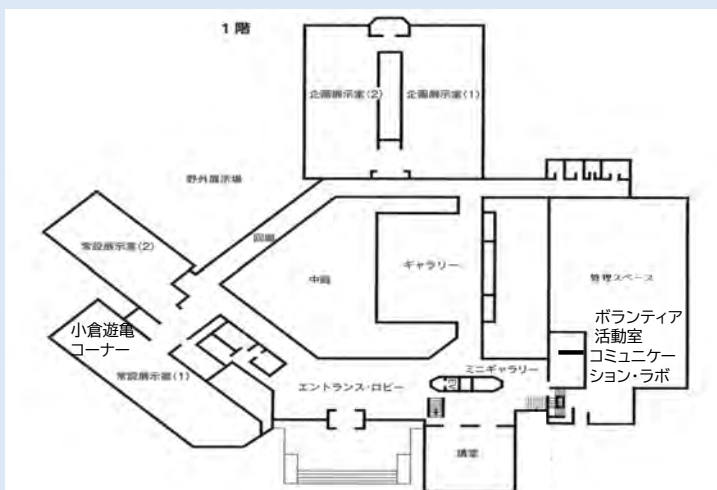 1階
企画展示室(2)
企画展示室(1)
野外展示場
常設展示室(2)
回廊
中庭
ギャラリー
管理スペース
小倉遊亀
コーナー
常設展示室(1)
エントランス・ロビー
ミニギャラリー
ボランティア
活動室
コミュニケー
ション・ラボ
講堂